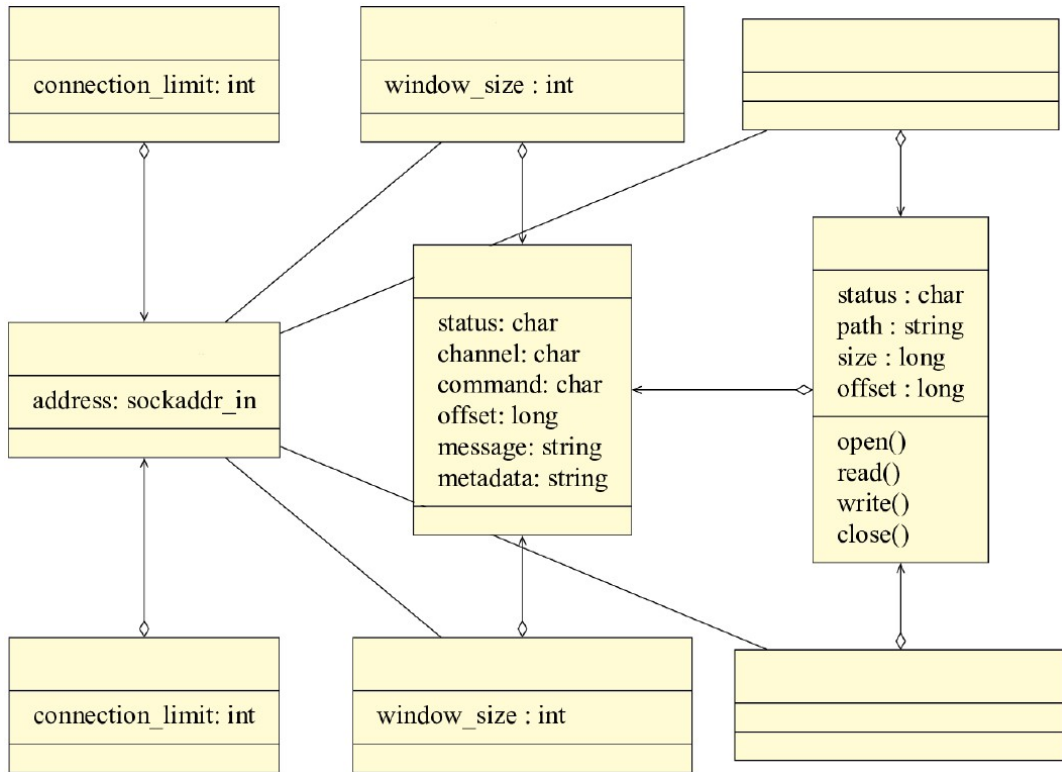 connection_limit: int
window_size : int
status: char
channel: char
command: char
offset: long
message: string
metadata: string
status : char
path : string
size : long
offset : long
open()
read()
write()
close()
address: sockaddr_in
connection_limit: int
window_size : int